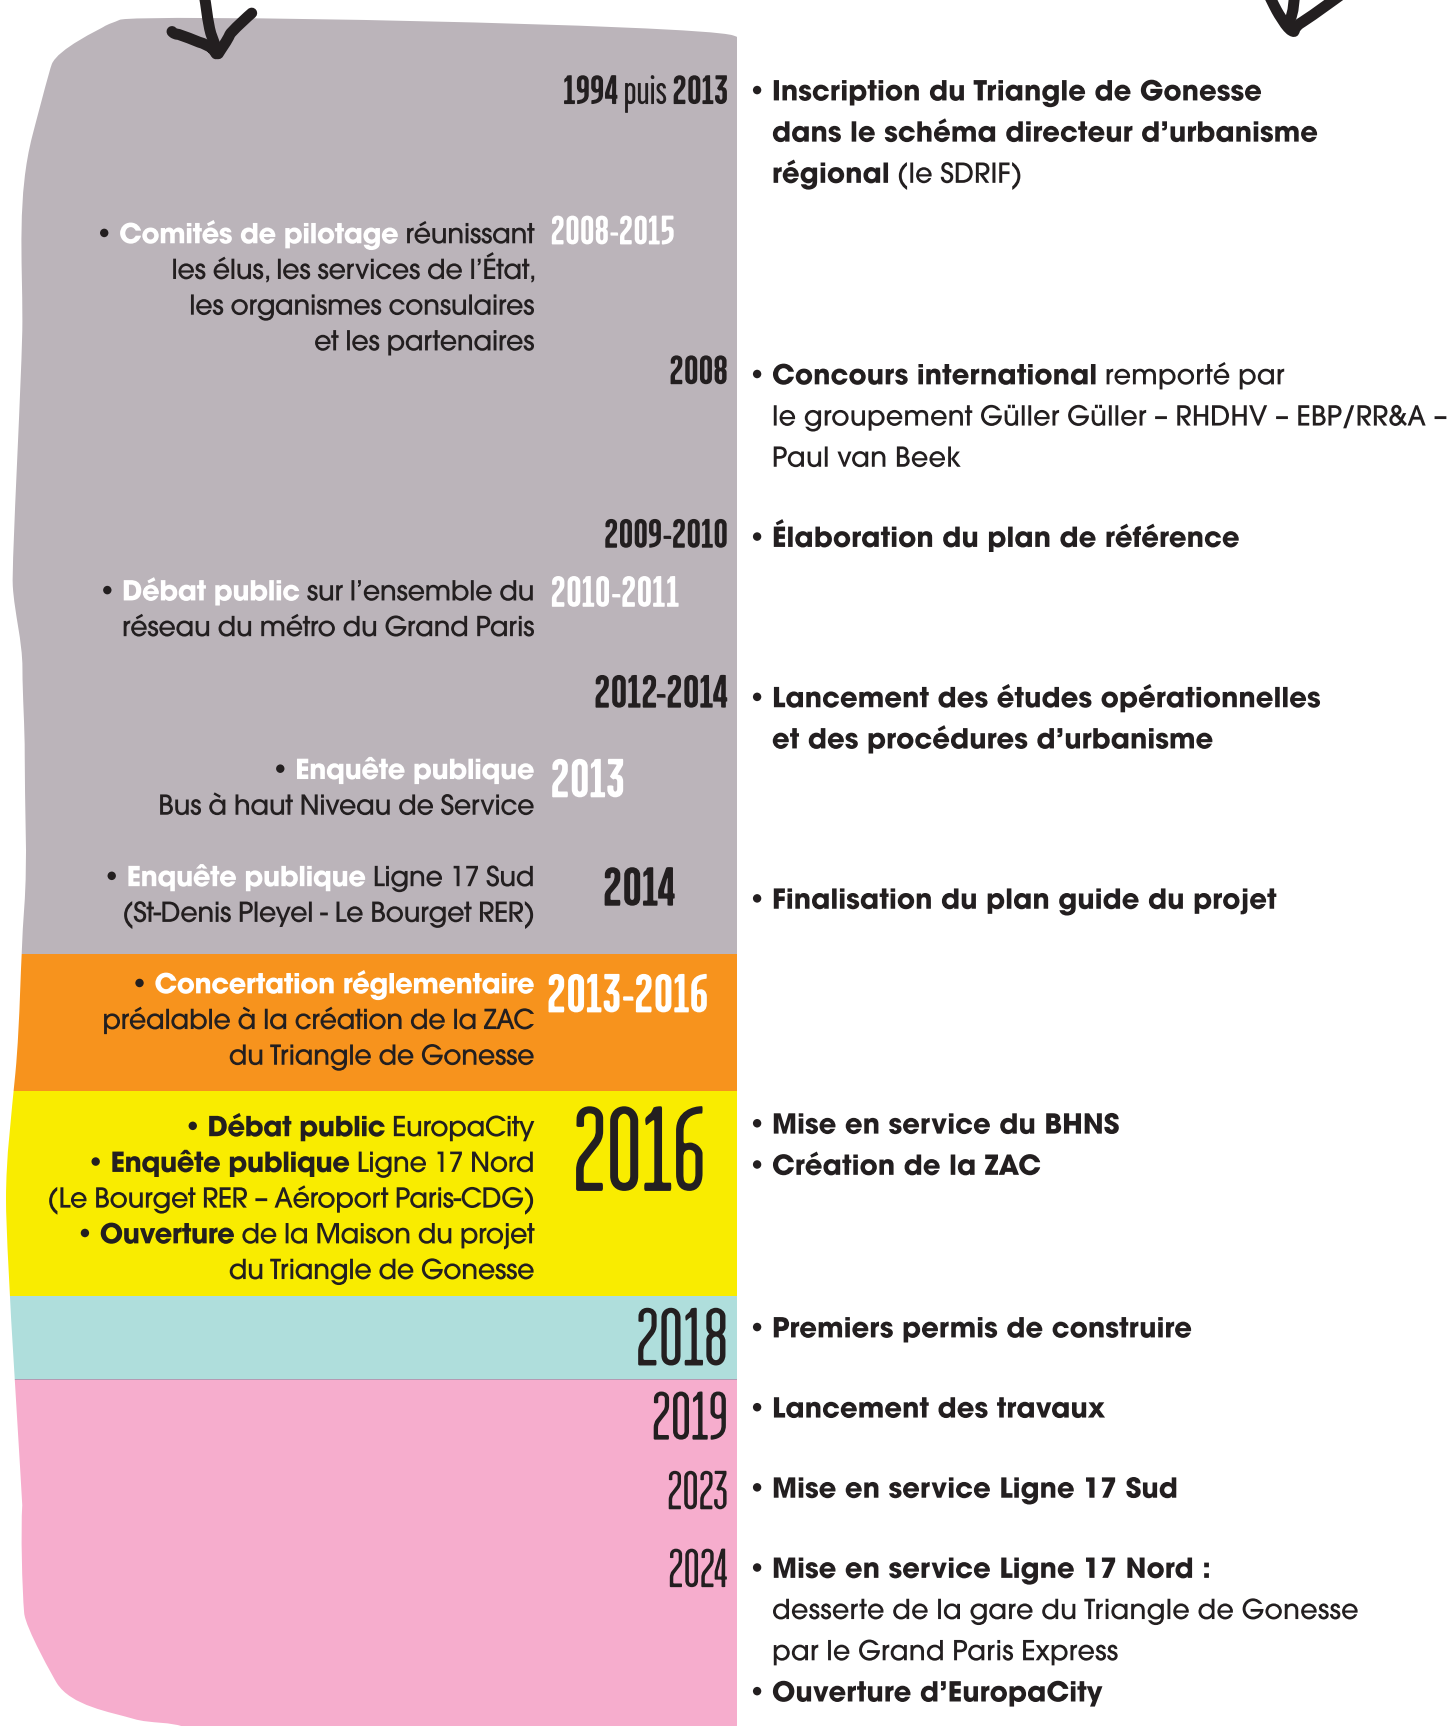 1994 puis 2013
• Inscription du Triangle de Gonesse
dans le schéma directeur d’urbanisme
régional (le SDRIF)
• Comités de pilotage réunissant
les élus, les services de l’État,
les organismes consulaires
et les partenaires
2008-2015
2008
• Concours international remporté par
le groupement Güller Güller – RHDHV – EBP/RR&A –
Paul van Beek
2009-2010
• Élaboration du plan de référence
• Débat public sur l’ensemble du
réseau du métro du Grand Paris
2010-2011
2012-2014
• Lancement des études opérationnelles
et des procédures d’urbanisme
• Enquête publique
Bus à haut Niveau de Service
2013
• Enquête publique Ligne 17 Sud
(St-Denis Pleyel - Le Bourget RER)
2014
• Finalisation du plan guide du projet
• Concertation réglementaire
préalable à la création de la ZAC
du Triangle de Gonesse
2013-2016
• Débat public EuropaCity
• Enquête publique Ligne 17 Nord
(Le Bourget RER – Aéroport Paris-CDG)
• Ouverture de la Maison du projet
du Triangle de Gonesse
2016
• Mise en service du BHNS
• Création de la ZAC
2018
• Premiers permis de construire
2019
• Lancement des travaux
2023
• Mise en service Ligne 17 Sud
2024
• Mise en service Ligne 17 Nord :
desserte de la gare du Triangle de Gonesse
par le Grand Paris Express
• Ouverture d’EuropaCity